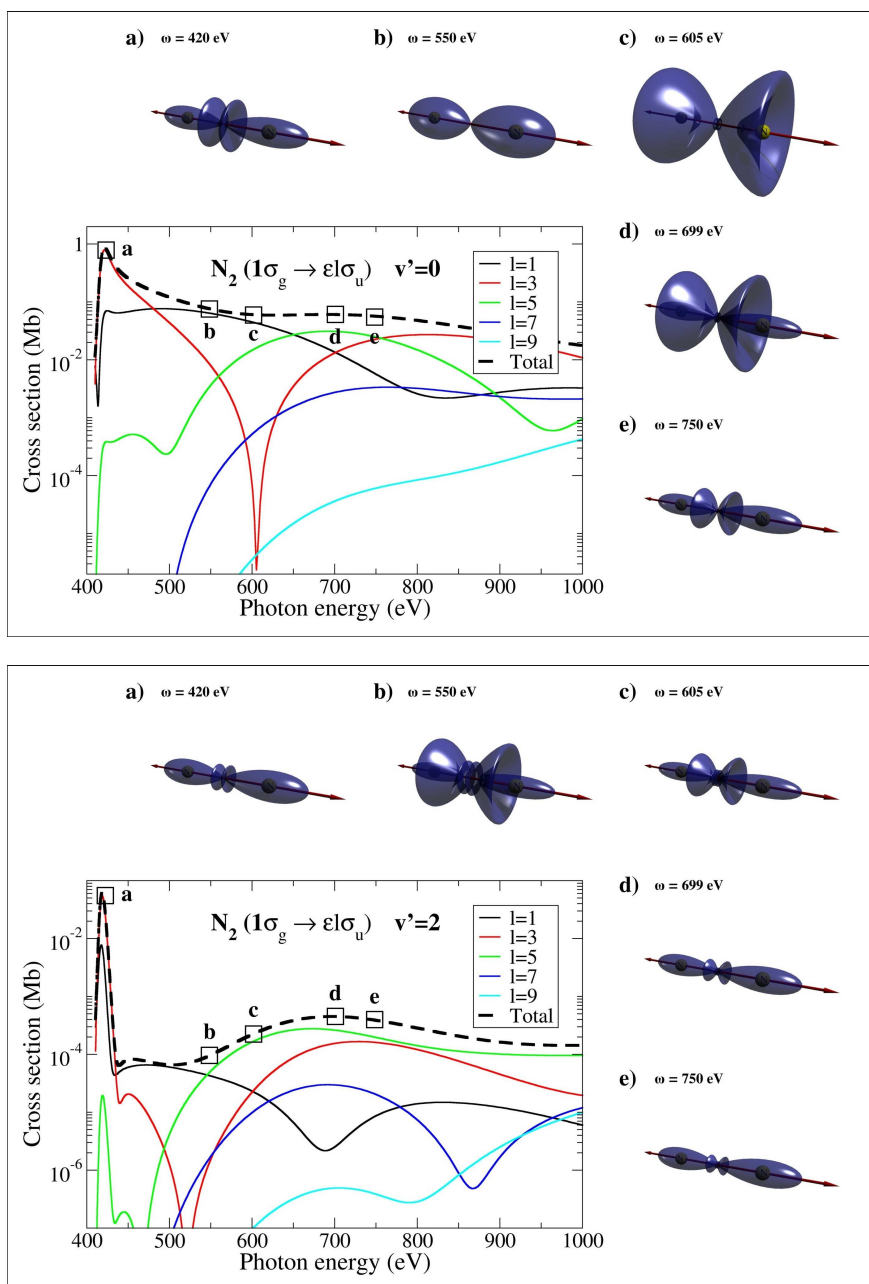 a) ω = 420 eV
b) ω = 550 eV
c) ω = 605 eV
N
d) ω = 699 eV
e) ω = 750 eV
N₂ (1σg → εlσu) v'=0
a
b
c
d
e
l=1
l=3
l=5
l=7
l=9
Total
1
10⁻²
10⁻⁴
Cross section (Mb)
400 500 600 700 800 900 1000
Photon energy (eV)
a) ω = 420 eV
b) ω = 550 eV
c) ω = 605 eV
d) ω = 699 eV
e) ω = 750 eV
N₂ (1σg → εlσu) v'=2
a
b
c
d
e
l=1
l=3
l=5
l=7
l=9
Total
10⁻²
10⁻⁴
10⁻⁶
Cross section (Mb)
400 500 600 700 800 900 1000
Photon energy (eV)